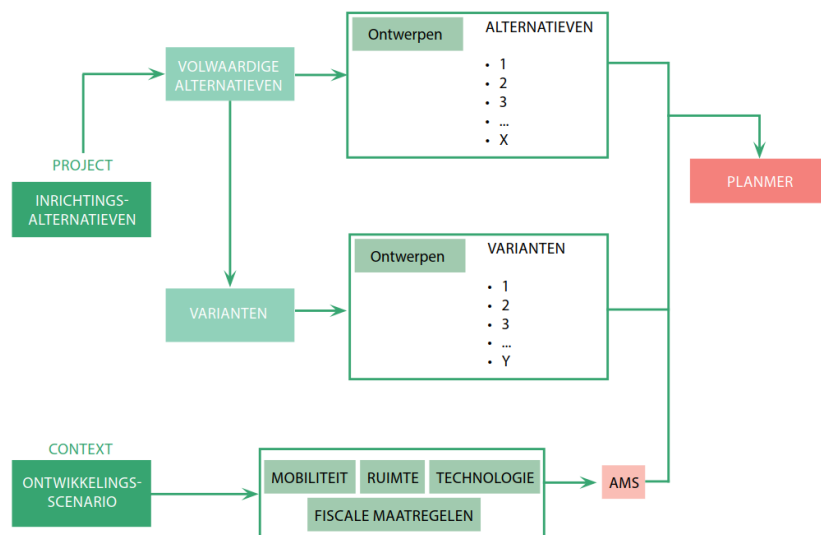 PROJECT
INRICHTINGS-
ALTERNATIEVEN
VOLWAARDIGE
ALTERNATIEVEN
Ontwerpen
ALTERNATIEVEN
• 1
• 2
• 3
• ...
• X
PLANMER
VARIANTEN
Ontwerpen
VARIANTEN
• 1
• 2
• 3
• ...
• Y
CONTEXT
ONTWIKKELINGS-
SCENARIO
MOBILITEIT
RUIMTE
TECHNOLOGIE
FISCALE MAATREGELEN
AMS